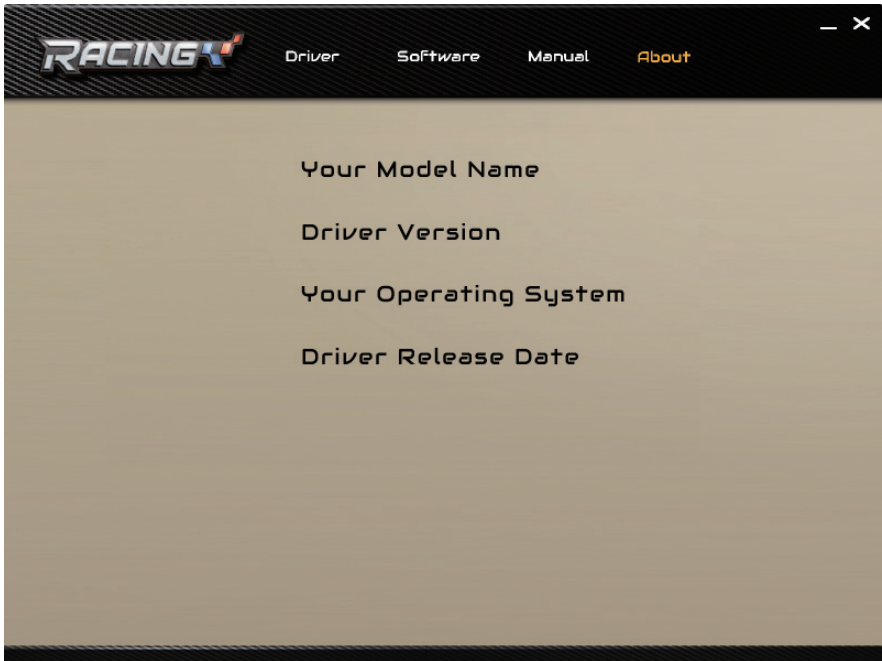 RACING
Driver Software Manual About
Your Model Name
Driver Version
Your Operating System
Driver Release Date